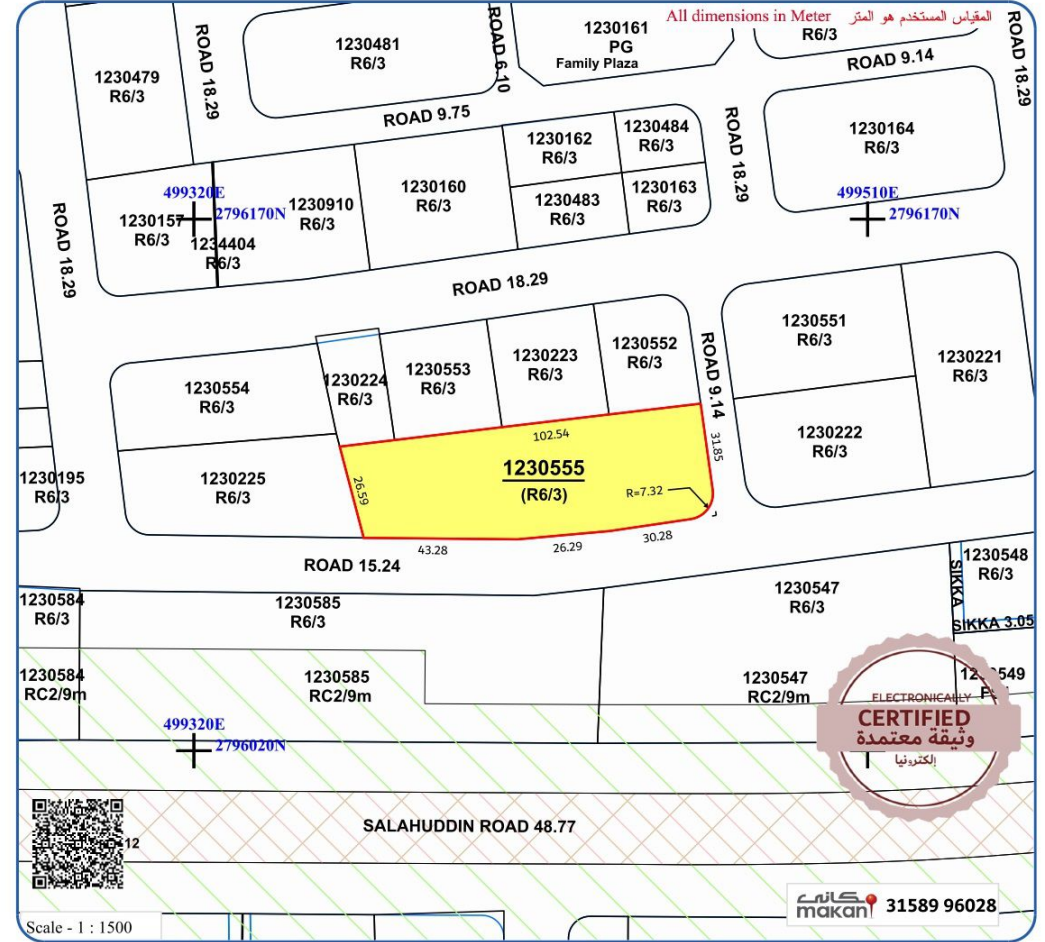 All dimensions in Meter
المقياس المستخدم هو المتر
1230479
R6/3
ROAD 18.29
1230481
R6/3
ROAD 6.10
1230161
PG
Family Plaza
R6/3
ROAD 9.14
ROAD 18.29
ROAD 9.75
1230162
R6/3
1230484
R6/3
ROAD 18.29
1230164
R6/3
499320E
2796170N
1230157
R6/3
1234404
R6/3
1230910
R6/3
1230160
R6/3
1230483
R6/3
1230163
R6/3
499510E
2796170N
ROAD 18.29
ROAD 18.29
1230551
R6/3
1230221
R6/3
1230554
R6/3
1230224
R6/3
1230553
R6/3
1230223
R6/3
1230552
R6/3
ROAD 9.14
1230222
R6/3
1230195
R6/3
1230225
R6/3
102.54
26.59
1230555
(R6/3)
31.85
R=7.32
43.28
26.29
30.28
ROAD 15.24
1230584
R6/3
1230585
R6/3
1230547
R6/3
SIKKA
1230548
R6/3
SIKKA 3.05
1230584
RC2/9m
1230585
RC2/9m
1230547
RC2/9m
ELECTRONICALLY
CERTIFIED
وثيقة معتمدة
إلكترونيا
499320E
2796020N
SALAHUDDIN ROAD 48.77
12
Scale - 1 : 1500
مكاني
makani
31589 96028